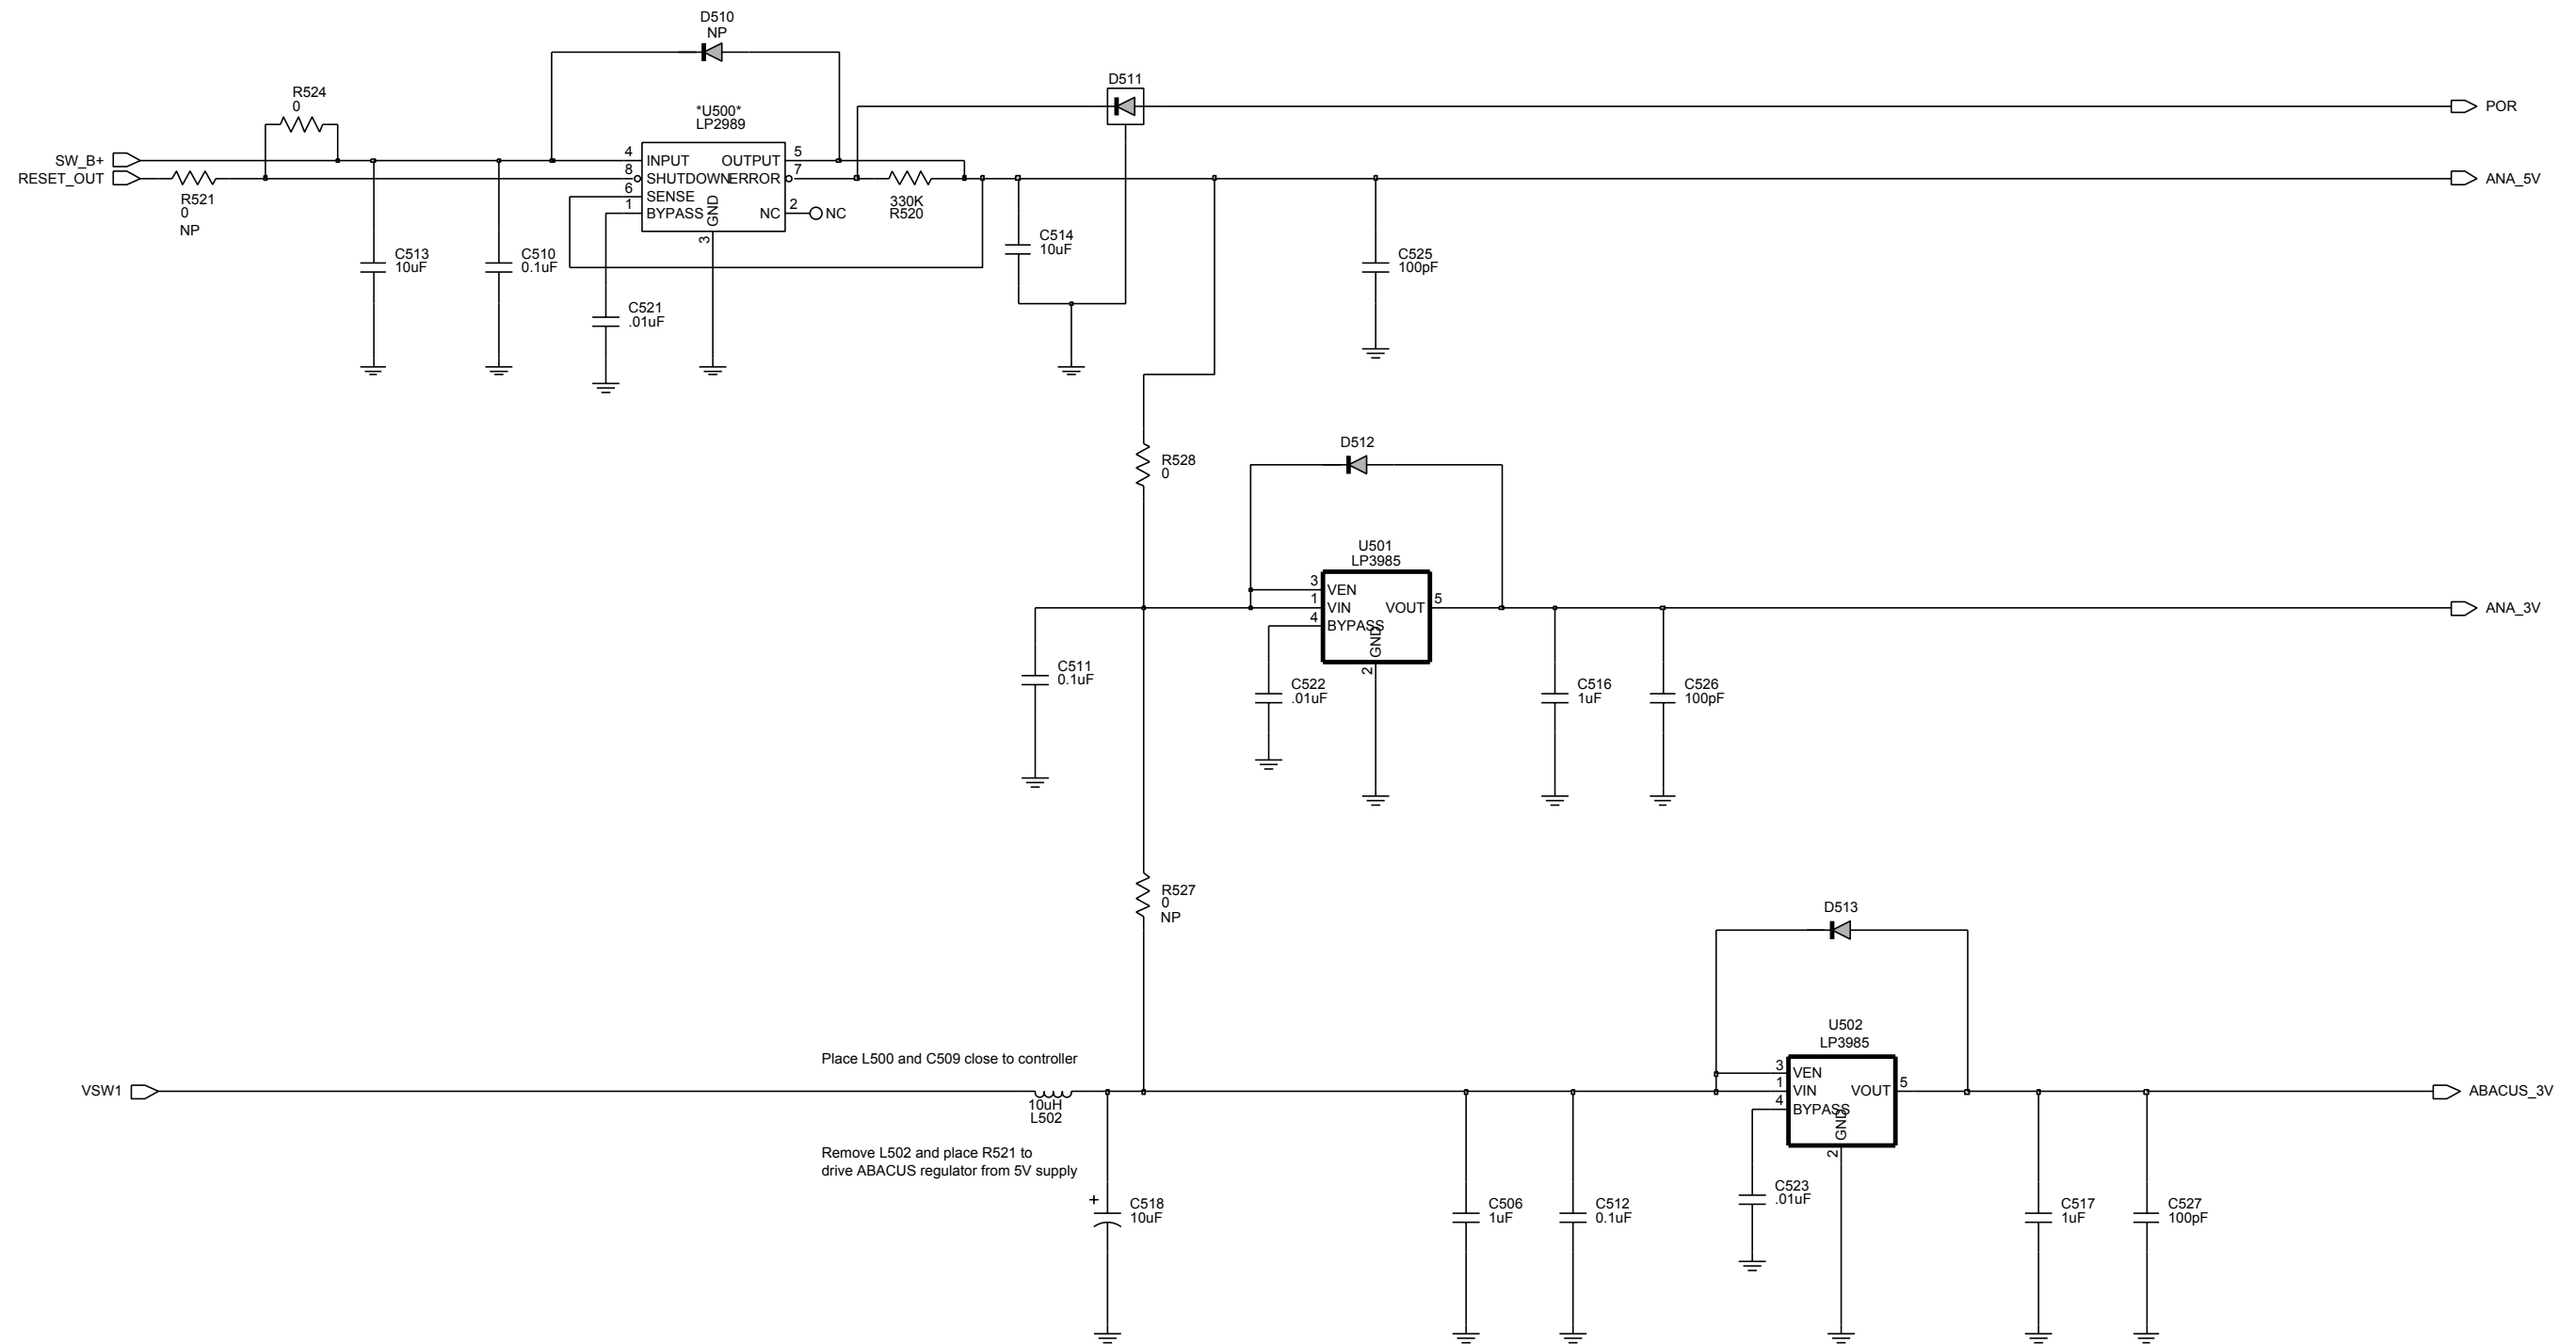 D510
NP
D511
R524
0
*U500*
LP2989
POR
SW_B+
4
INPUT
OUTPUT
5
RESET_OUT
8
SHUTDOWN
ERROR
7
ANA_5V
6
SENSE
R521
0
NP
330K
R520
1
BYPASS
GND
NC
2
NC
3
C514
10uF
C513
10uF
C510
0.1uF
C525
100pF
C521
.01uF
D512
R528
0
U501
LP3985
3
VEN
1
VIN
VOUT
5
ANA_3V
4
BYPASS
GND
2
C511
0.1uF
C522
.01uF
C516
1uF
C526
100pF
R527
0
NP
D513
U502
LP3985
Place L500 and C509 close to controller
3
VEN
VSW1
1
VIN
VOUT
5
ABACUS_3V
10uH
L502
4
BYPASS
GND
2
Remove L502 and place R521 to
drive ABACUS regulator from 5V supply
+
C518
10uF
C506
1uF
C512
0.1uF
C523
.01uF
C517
1uF
C527
100pF